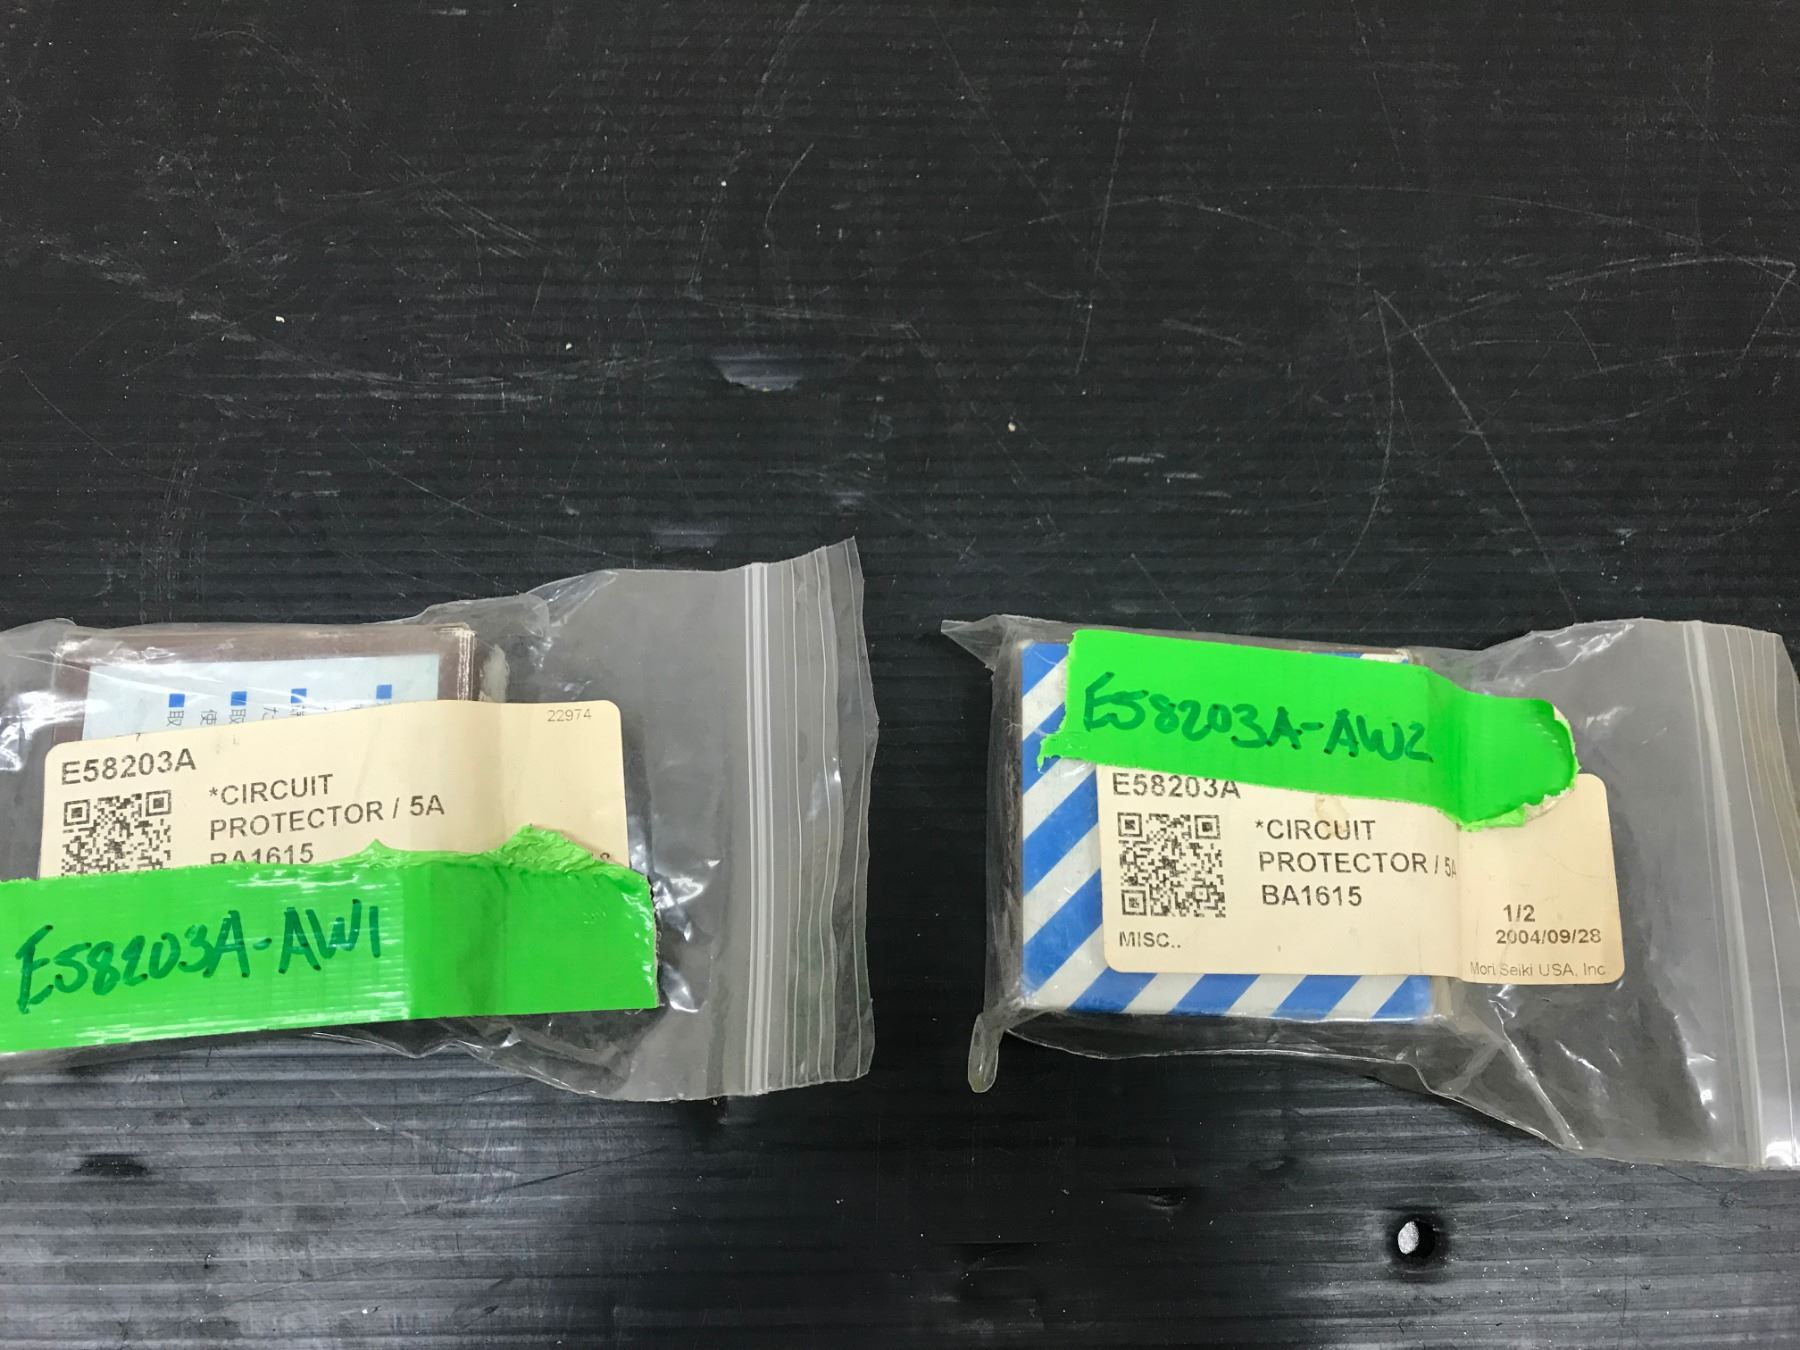 22974
E58203A
*CIRCUIT
PROTECTOR / 5A
BA1615
E58203A-AW1
E58203A-AW2
E58203A
*CIRCUIT
PROTECTOR / 5A
BA1615
MISC..
1/2
2004/09/28
Mori Seiki USA, Inc